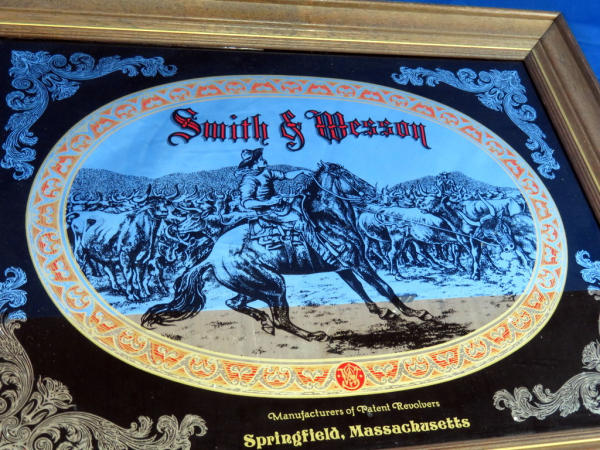 Smith & Wesson
Manufacturers of Patent Revolvers
Springfield, Massachusetts